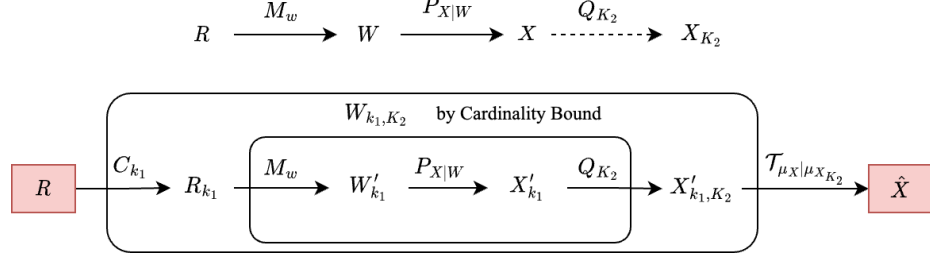 M_w P_{X|W} Q_{K_2}
R W X X_{K_2}
W_{k_1,K_2} by Cardinality Bound
C_{k_1} M_w P_{X|W} Q_{K_2} 𝒯_{μ_X|μ_{X_{K_2}}}
R R_{k_1} W'_{k_1} X'_{k_1} X'_{k_1,K_2} X̂